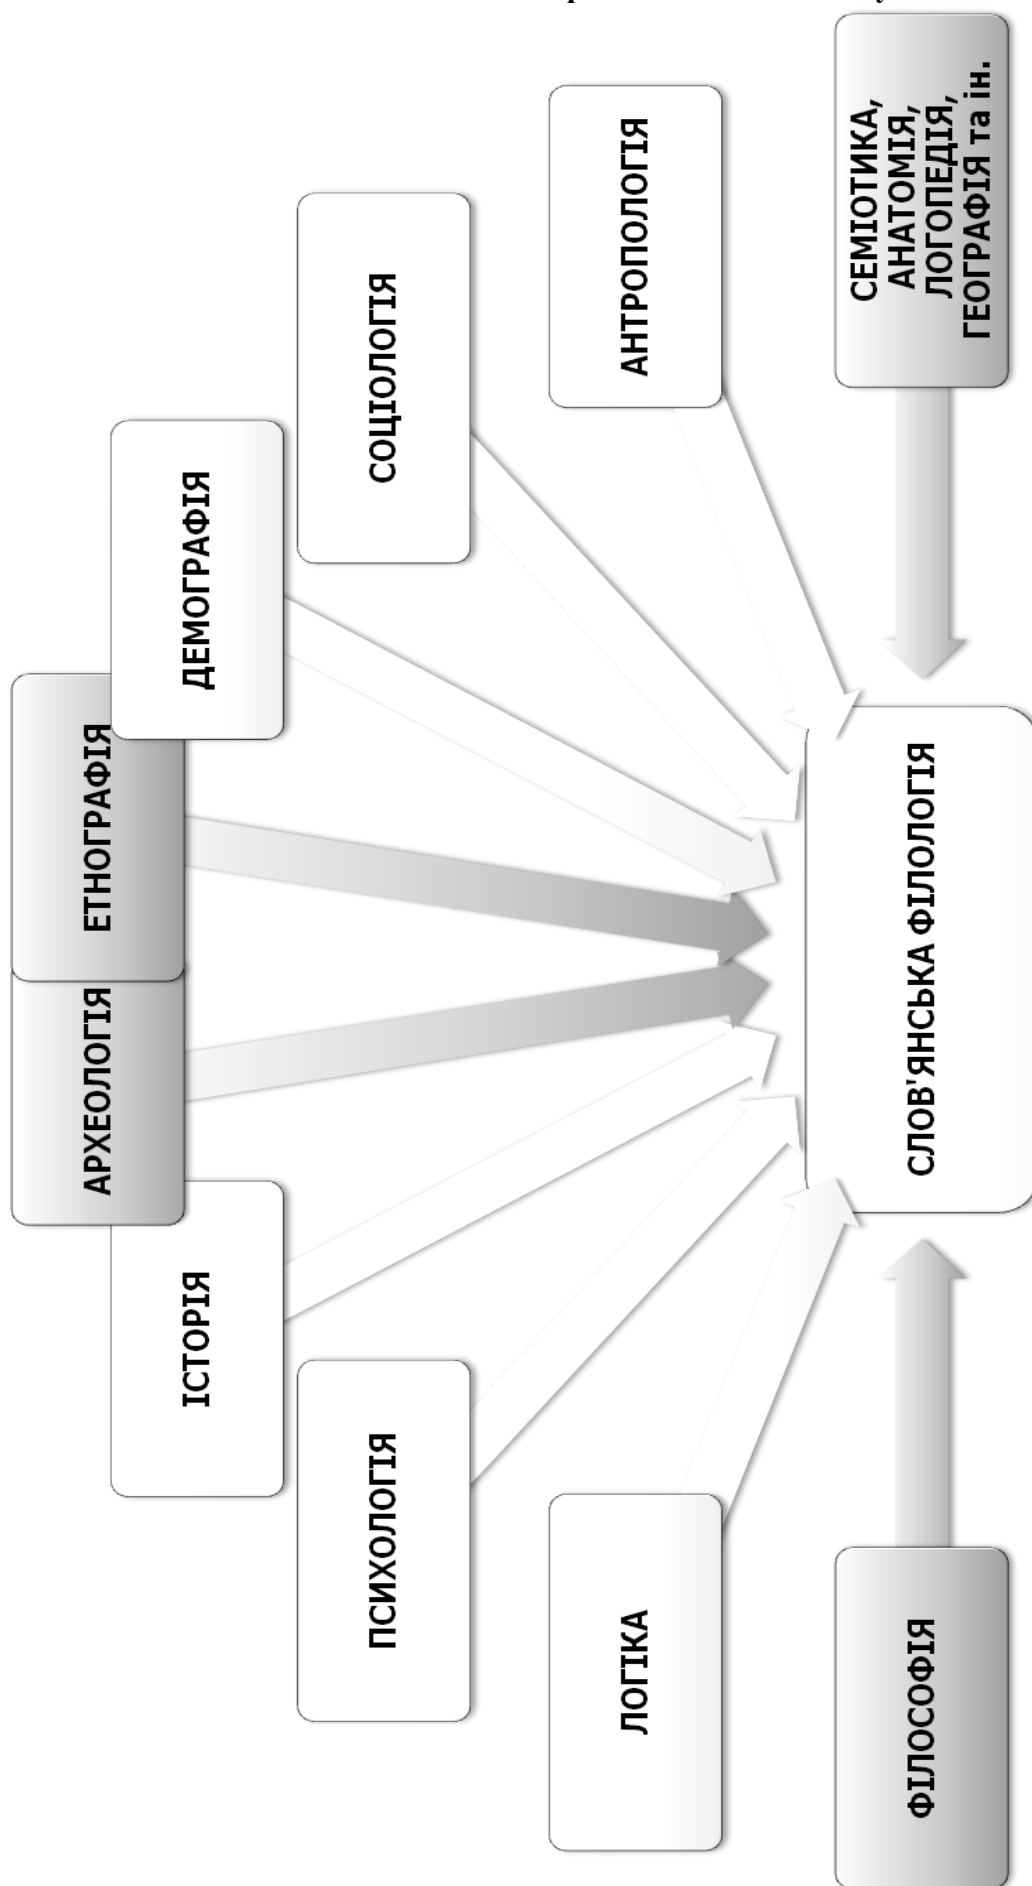 ФІЛОСОФІЯ
ЛОГІКА
ПСИХОЛОГІЯ
ІСТОРІЯ
АРХЕОЛОГІЯ
ЕТНОГРАФІЯ
ДЕМОГРАФІЯ
СОЦІОЛОГІЯ
АНТРОПОЛОГІЯ
СЕМІОТИКА,
АНАТОМІЯ,
ЛОГОПЕДІЯ,
ГЕОГРАФІЯ та ін.
СЛОВ'ЯНСЬКА ФІЛОЛОГІЯ